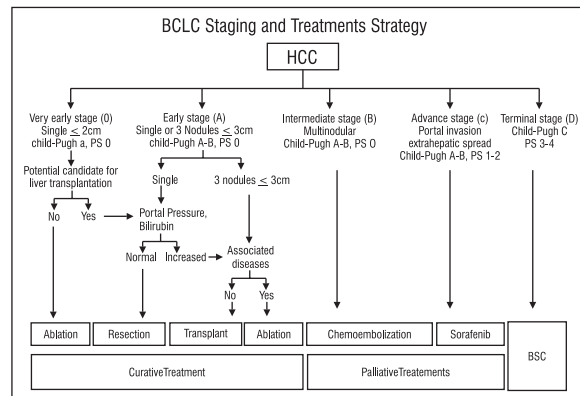 BCLC Staging and Treatments Strategy
HCC
Very early stage (0)
Single ≤ 2cm
child-Pugh a, PS 0
Early stage (A)
Single or 3 Nodules ≤ 3cm
child-Pugh A-B, PS 0
Intermediate stage (B)
Multinodular
Child-Pugh A-B, PS O
Advance stage (c)
Portal invasion
extrahepatic spread
Child-Pugh A-B, PS 1-2
Terminal stage (D)
Child-Pugh C
PS 3-4
Potential candidate for
liver transplantation
Single
3 nodules ≤ 3cm
No
Yes
Portal Pressure,
Bilirubin
Normal
Increased
Associated
diseases
No
Yes
Ablation
Resection
Transplant
Ablation
Chemoembolization
Sorafenib
BSC
CurativeTreatment
PalliativeTreatements